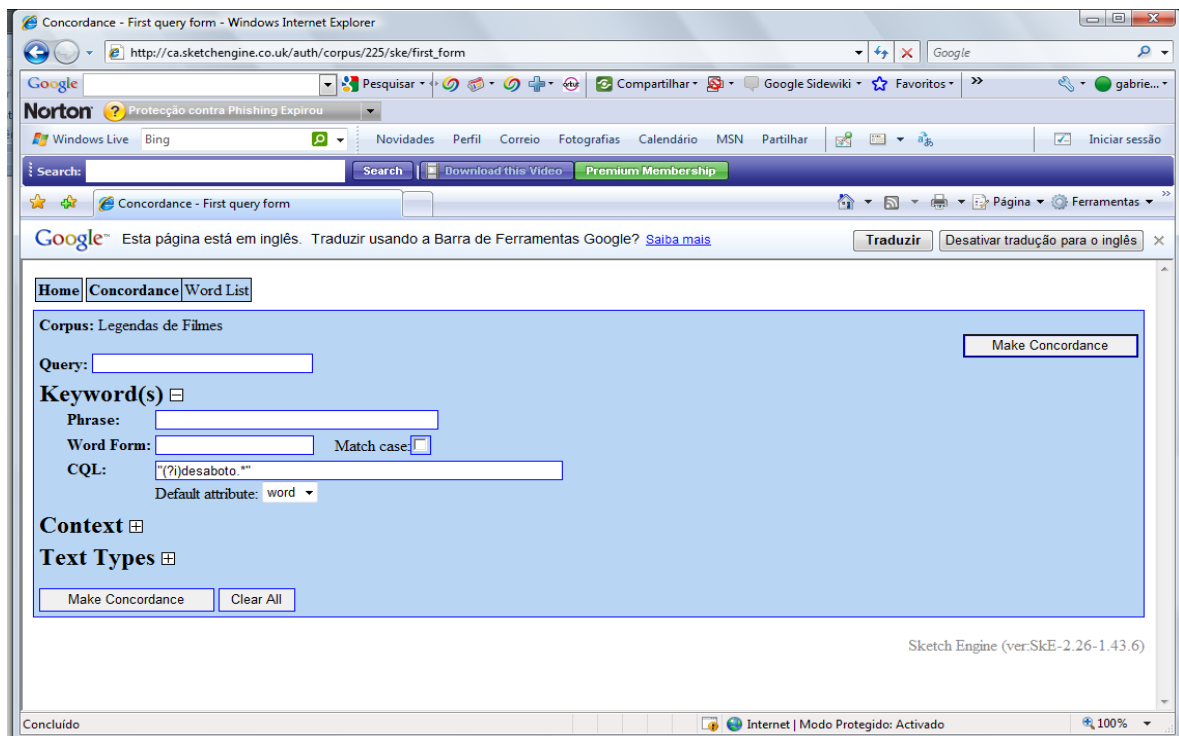 Concordance - First query form - Windows Internet Explorer
http://ca.sketchengine.co.uk/auth/corpus/225/ske/first_form Google
Google Pesquisar Compartilhar Google Sidewiki Favoritos » gabrie...
Norton Protecção contra Phishing Expirou
Windows Live Bing Novidades Perfil Correio Fotografias Calendário MSN Partilhar Iniciar sessão
Search: Search Download this Video Premium Membership
Concordance - First query form Página Ferramentas »
Google™ Esta página está em inglês. Traduzir usando a Barra de Ferramentas Google? Saiba mais Traduzir Desativar tradução para o inglês
Home Concordance Word List
Corpus: Legendas de Filmes
Make Concordance
Query:
Keyword(s)
Phrase:
Word Form: Match case:
CQL: "(?i)desaboto.*"
Default attribute: word
Context
Text Types
Make Concordance Clear All
Sketch Engine (ver:SkE-2.26-1.43.6)
Concluído Internet | Modo Protegido: Activado 100%